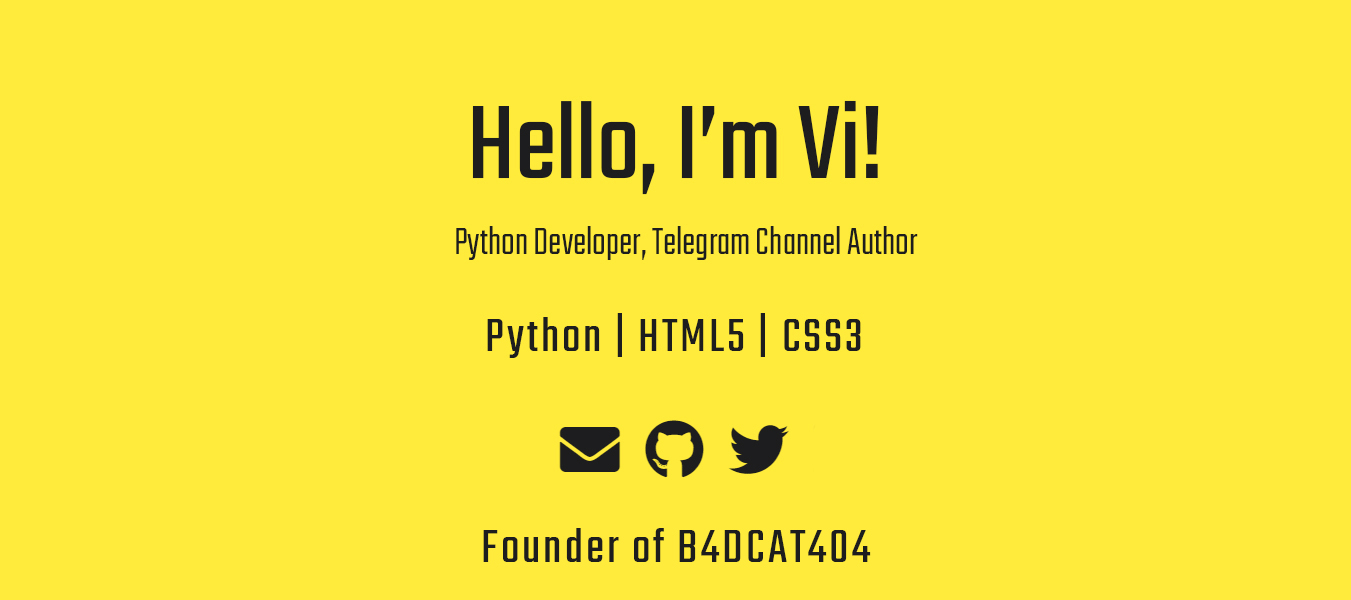 Hello, I’m Vi!
Python Developer, Telegram Channel Author
Python | HTML5 | CSS3
Founder of B4DCAT404